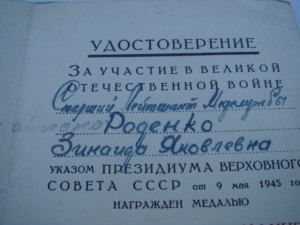 УДОСТОВЕРЕНИЕ
ЗА УЧАСТИЕ В ВЕЛИКОЙ
ОТЕЧЕСТВЕННОЙ ВОЙНЕ
Старший Лейтенант Медслужбы
Роденко
Зинаида Яковлевна
УКАЗОМ ПРЕЗИДИУМА ВЕРХОВНОГО
СОВЕТА СССР от 9 мая 1945 го
НАГРАЖДЕН МЕДАЛЬЮ